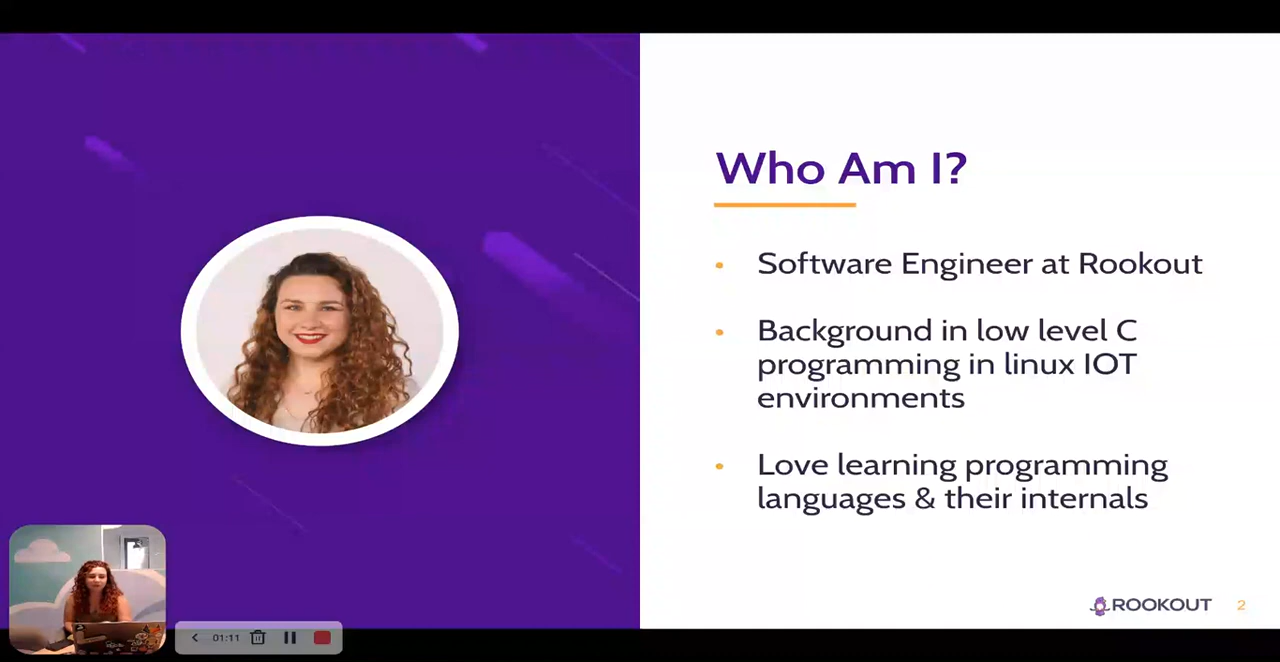 Who Am I?
• Software Engineer at Rookout
• Background in low level C
programming in linux IOT
environments
• Love learning programming
languages & their internals
ROOKOUT 2
01:11